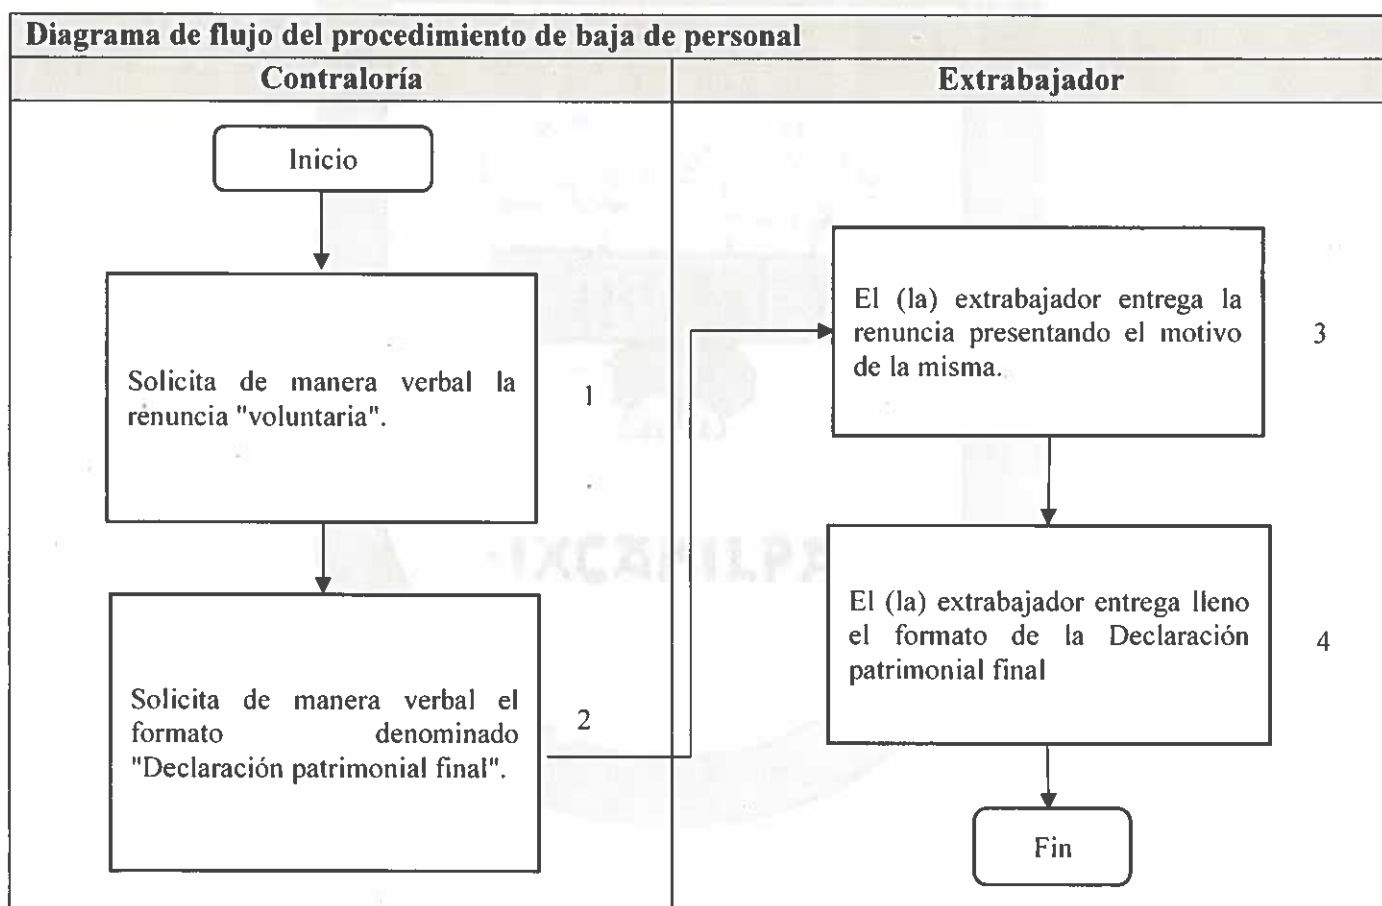 Diagrama de flujo del procedimiento de baja de personal
Contraloría
Extrabajador
Inicio
Solicita de manera verbal la
renuncia "voluntaria".
1
Solicita de manera verbal el
formato denominado
"Declaración patrimonial final".
2
El (la) extrabajador entrega la
renuncia presentando el motivo
de la misma.
3
El (la) extrabajador entrega lleno
el formato de la Declaración
patrimonial final
4
Fin
IXCAMILPA